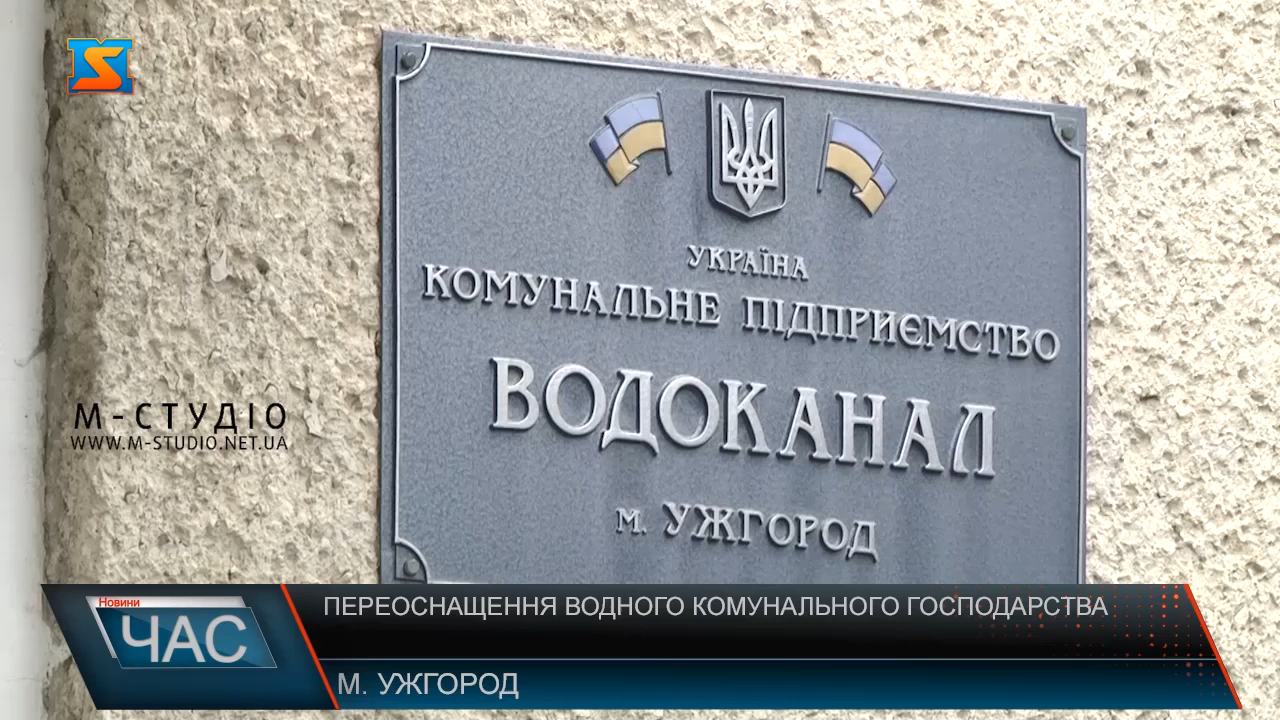 УКРАЇНА
КОМУНАЛЬНЕ ПІДПРИЄМСТВО
ВОДОКАНАЛ
м. УЖГОРОД
М-СТУДІО
WWW.M-STUDIO.NET.UA
Новини
ЧАС
ПЕРЕОСНАЩЕННЯ ВОДНОГО КОМУНАЛЬНОГО ГОСПОДАРСТВА
М. УЖГОРОД